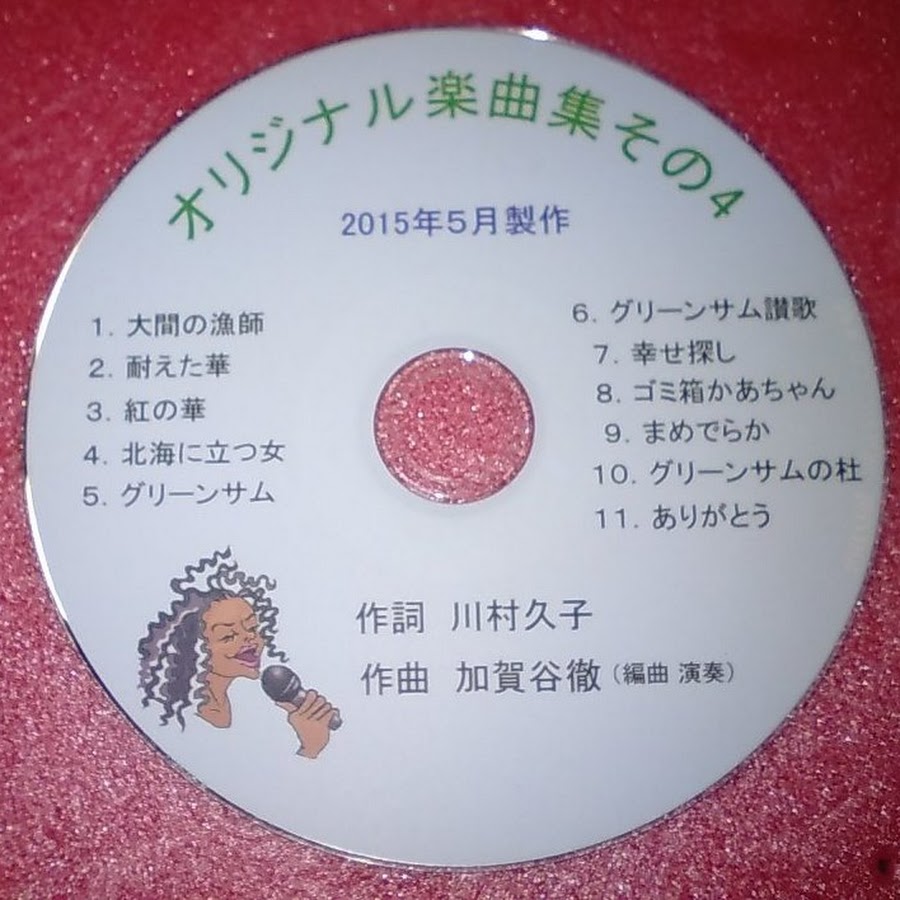 オリジナル楽曲集その4
2015年5月製作
1. 大間の漁師
2. 耐えた華
3. 紅の華
4. 北海に立つ女
5. グリーンサム
6. グリーンサム讃歌
7. 幸せ探し
8. ゴミ箱かあちゃん
9. まめでらか
10. グリーンサムの杜
11. ありがとう
作詞 川村久子
作曲 加賀谷徹（編曲 演奏）